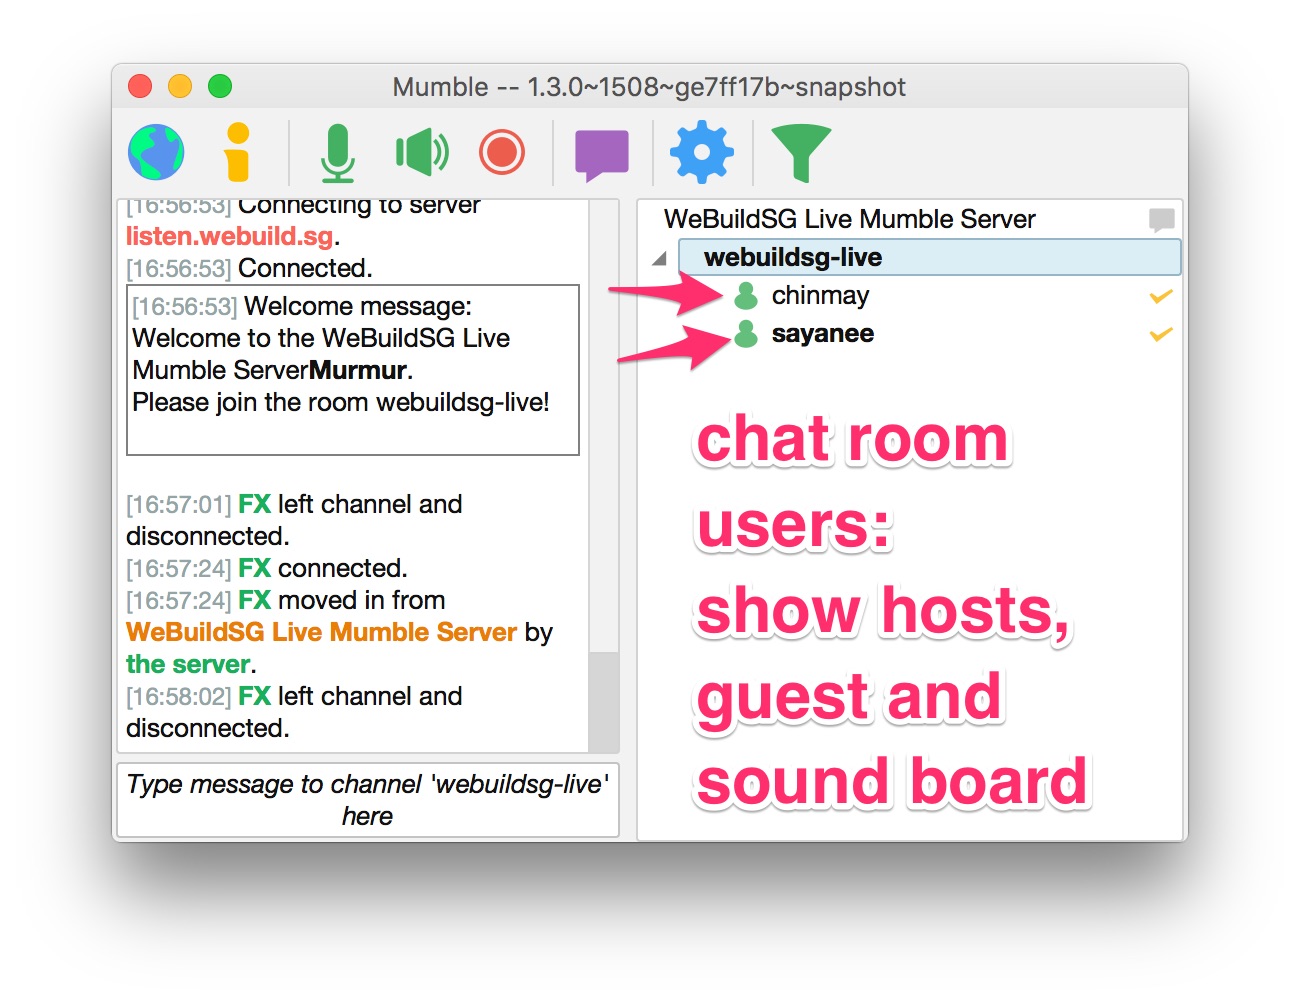 Mumble -- 1.3.0~1508~ge7ff17b~snapshot
[16:56:53] Connecting to server
listen.webuild.sg.
[16:56:53] Connected.
[16:56:53] Welcome message:
Welcome to the WeBuildSG Live
Mumble ServerMurmur.
Please join the room webuildsg-live!
[16:57:01] FX left channel and
disconnected.
[16:57:24] FX connected.
[16:57:24] FX moved in from
WeBuildSG Live Mumble Server by
the server.
[16:58:02] FX left channel and
disconnected.
Type message to channel 'webuildsg-live'
here
WeBuildSG Live Mumble Server
webuildsg-live
chinmay
sayanee
chat room
users:
show hosts,
guest and
sound board